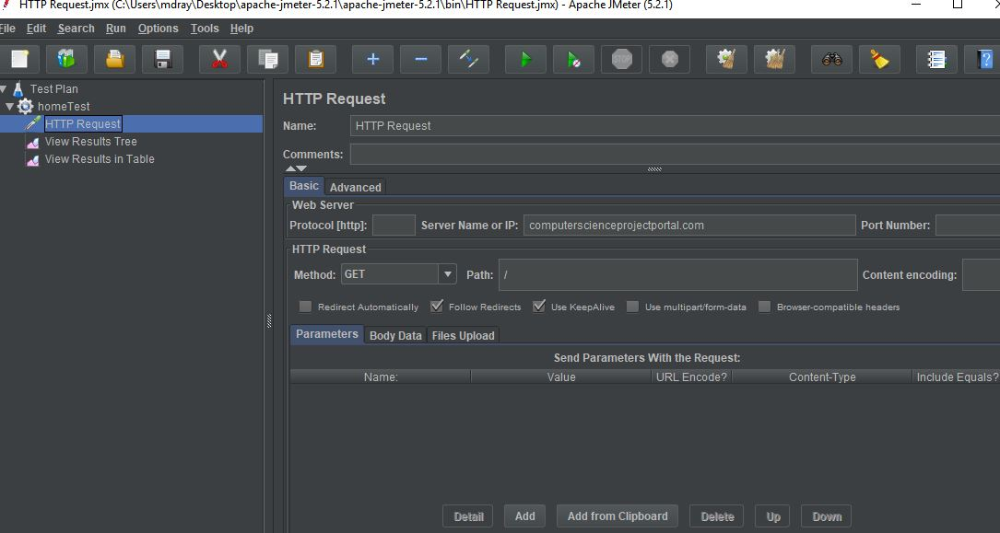 HTTP Request.jmx (C:\Users\mdray\Desktop\apache-jmeter-5.2.1\apache-jmeter-5.2.1\bin\HTTP Request.jmx) - Apache JMeter (5.2.1)
File Edit Search Run Options Tools Help
STOP
Test Plan
homeTest
HTTP Request
View Results Tree
View Results in Table
HTTP Request
Name: HTTP Request
Comments:
Basic Advanced
Web Server
Protocol [http]: Server Name or IP: computerscienceprojectportal.com Port Number:
HTTP Request
Method: GET Path: / Content encoding:
Redirect Automatically Follow Redirects Use KeepAlive Use multipart/form-data Browser-compatible headers
Parameters Body Data Files Upload
Send Parameters With the Request:
Name: Value URL Encode? Content-Type Include Equals?
Detail Add Add from Clipboard Delete Up Down